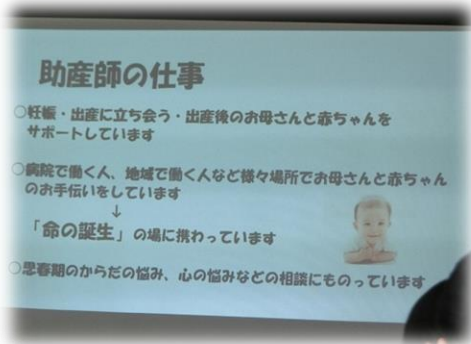 助産師の仕事
○妊娠・出産に立ち会う・出産後のお母さんと赤ちゃんを
サポートしています
○病院で働く人、地域で働く人など様々場所でお母さんと赤ちゃん
のお手伝いをしています
↓
「命の誕生」の場に携わっています
○思春期のからだの悩み、心の悩みなどの相談にものっています